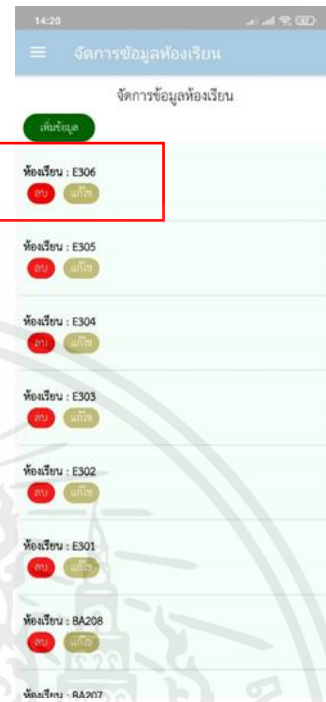 14:20
จัดการข้อมูลห้องเรียน
จัดการข้อมูลห้องเรียน
เพิ่มข้อมูล
ห้องเรียน : E306
ลบ แก้ไข
ห้องเรียน : E305
ลบ แก้ไข
ห้องเรียน : E304
ลบ แก้ไข
ห้องเรียน : E303
ลบ แก้ไข
ห้องเรียน : E302
ลบ แก้ไข
ห้องเรียน : E301
ลบ แก้ไข
ห้องเรียน : BA208
ลบ แก้ไข
ห้องเรียน : BA207